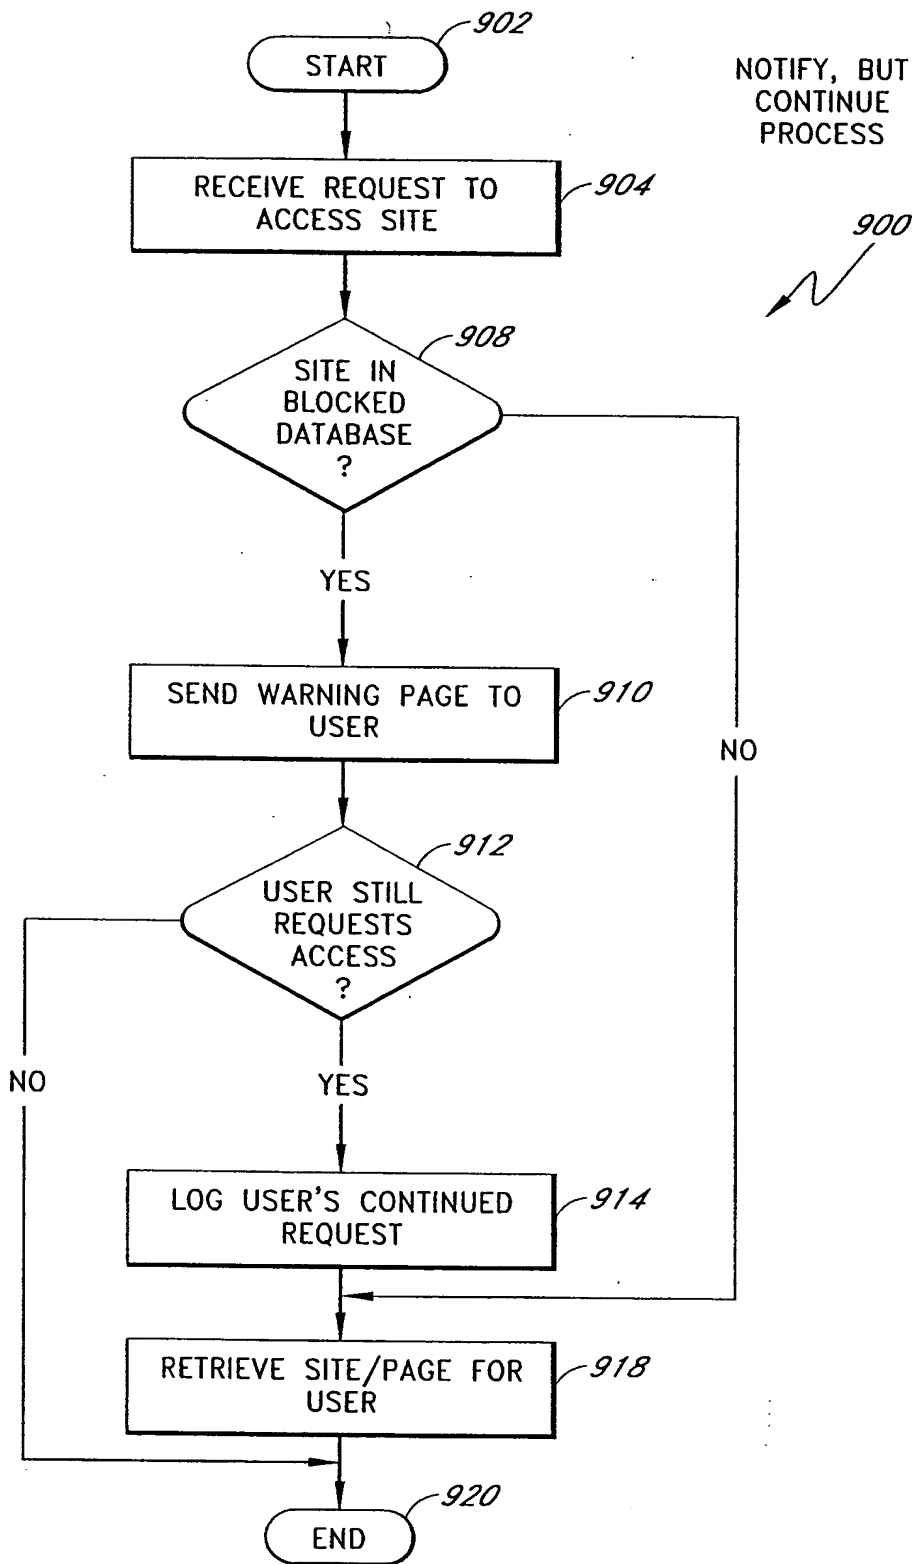 902
START
NOTIFY, BUT
CONTINUE
PROCESS
RECEIVE REQUEST TO
ACCESS SITE
904
900
908
SITE IN
BLOCKED
DATABASE
?
YES
SEND WARNING PAGE TO
USER
910
NO
912
USER STILL
REQUESTS
ACCESS
?
NO
YES
LOG USER'S CONTINUED
REQUEST
914
RETRIEVE SITE/PAGE FOR
USER
918
920
END